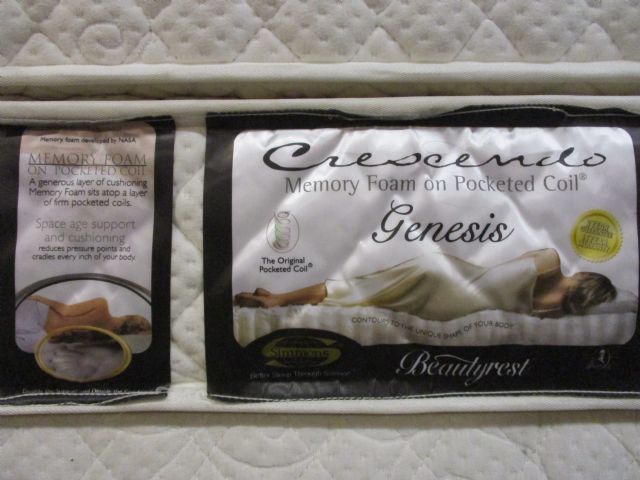 Memory foam developed by NASA
MEMORY FOAM
ON POCKETED COIL
A generous layer of cushioning
Memory Foam sits atop a layer
of firm pocketed coils.
Space age support
and cushioning
reduces pressure points and
cradles every inch of your body.
Crescendo
Memory Foam on Pocketed Coil®
Genesis
The Original
Pocketed Coil®
CONTOURS TO THE UNIQUE SHAPE OF YOUR BODY
Simmons
Better Sleep Through Science®
Beautyrest